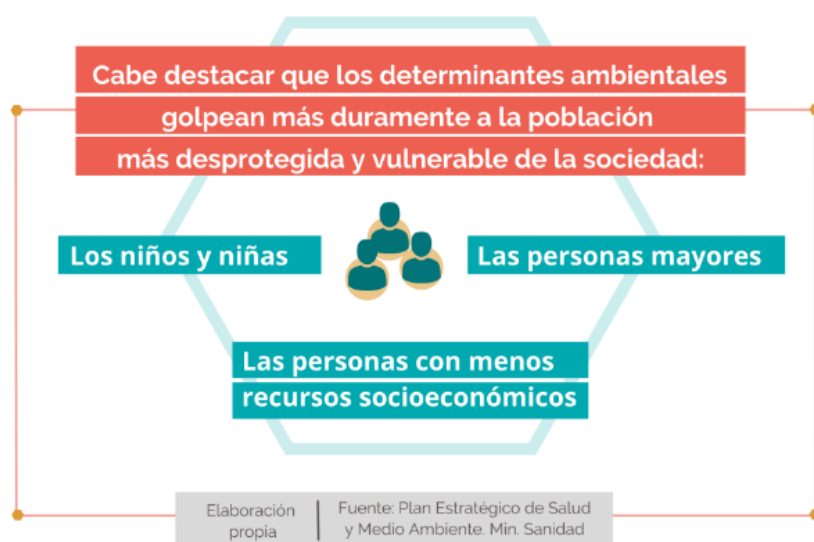 Cabe destacar que los determinantes ambientales
golpean más duramente a la población
más desprotegida y vulnerable de la sociedad:
Los niños y niñas
Las personas mayores
Las personas con menos
recursos socioeconómicos
Elaboración
propia
Fuente: Plan Estratégico de Salud
y Medio Ambiente. Min. Sanidad